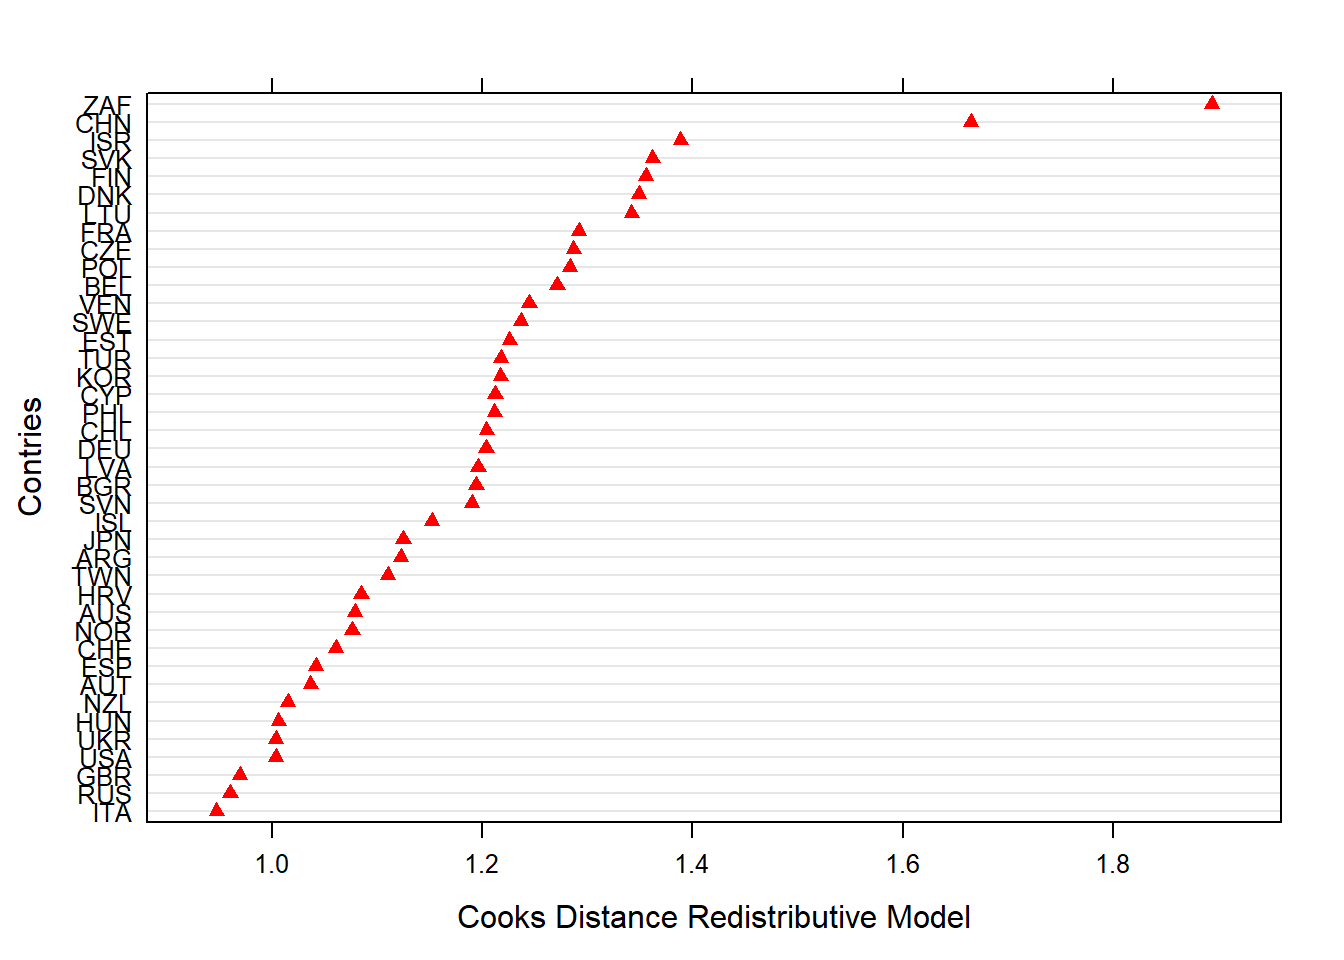 ZAF
CHN
ISR
SVK
FIN
DNK
LTU
FRA
CZE
POL
BEL
VEN
SWE
EST
TUR
KOR
CYP
PHL
CHL
DEU
LVA
BGR
SVN
ISL
JPN
ARG
TWN
HRV
AUS
NOR
CHE
ESP
AUT
NZL
HUN
UKR
USA
GBR
RUS
ITA
Contries
1.0 1.2 1.4 1.6 1.8
Cooks Distance Redistributive Model